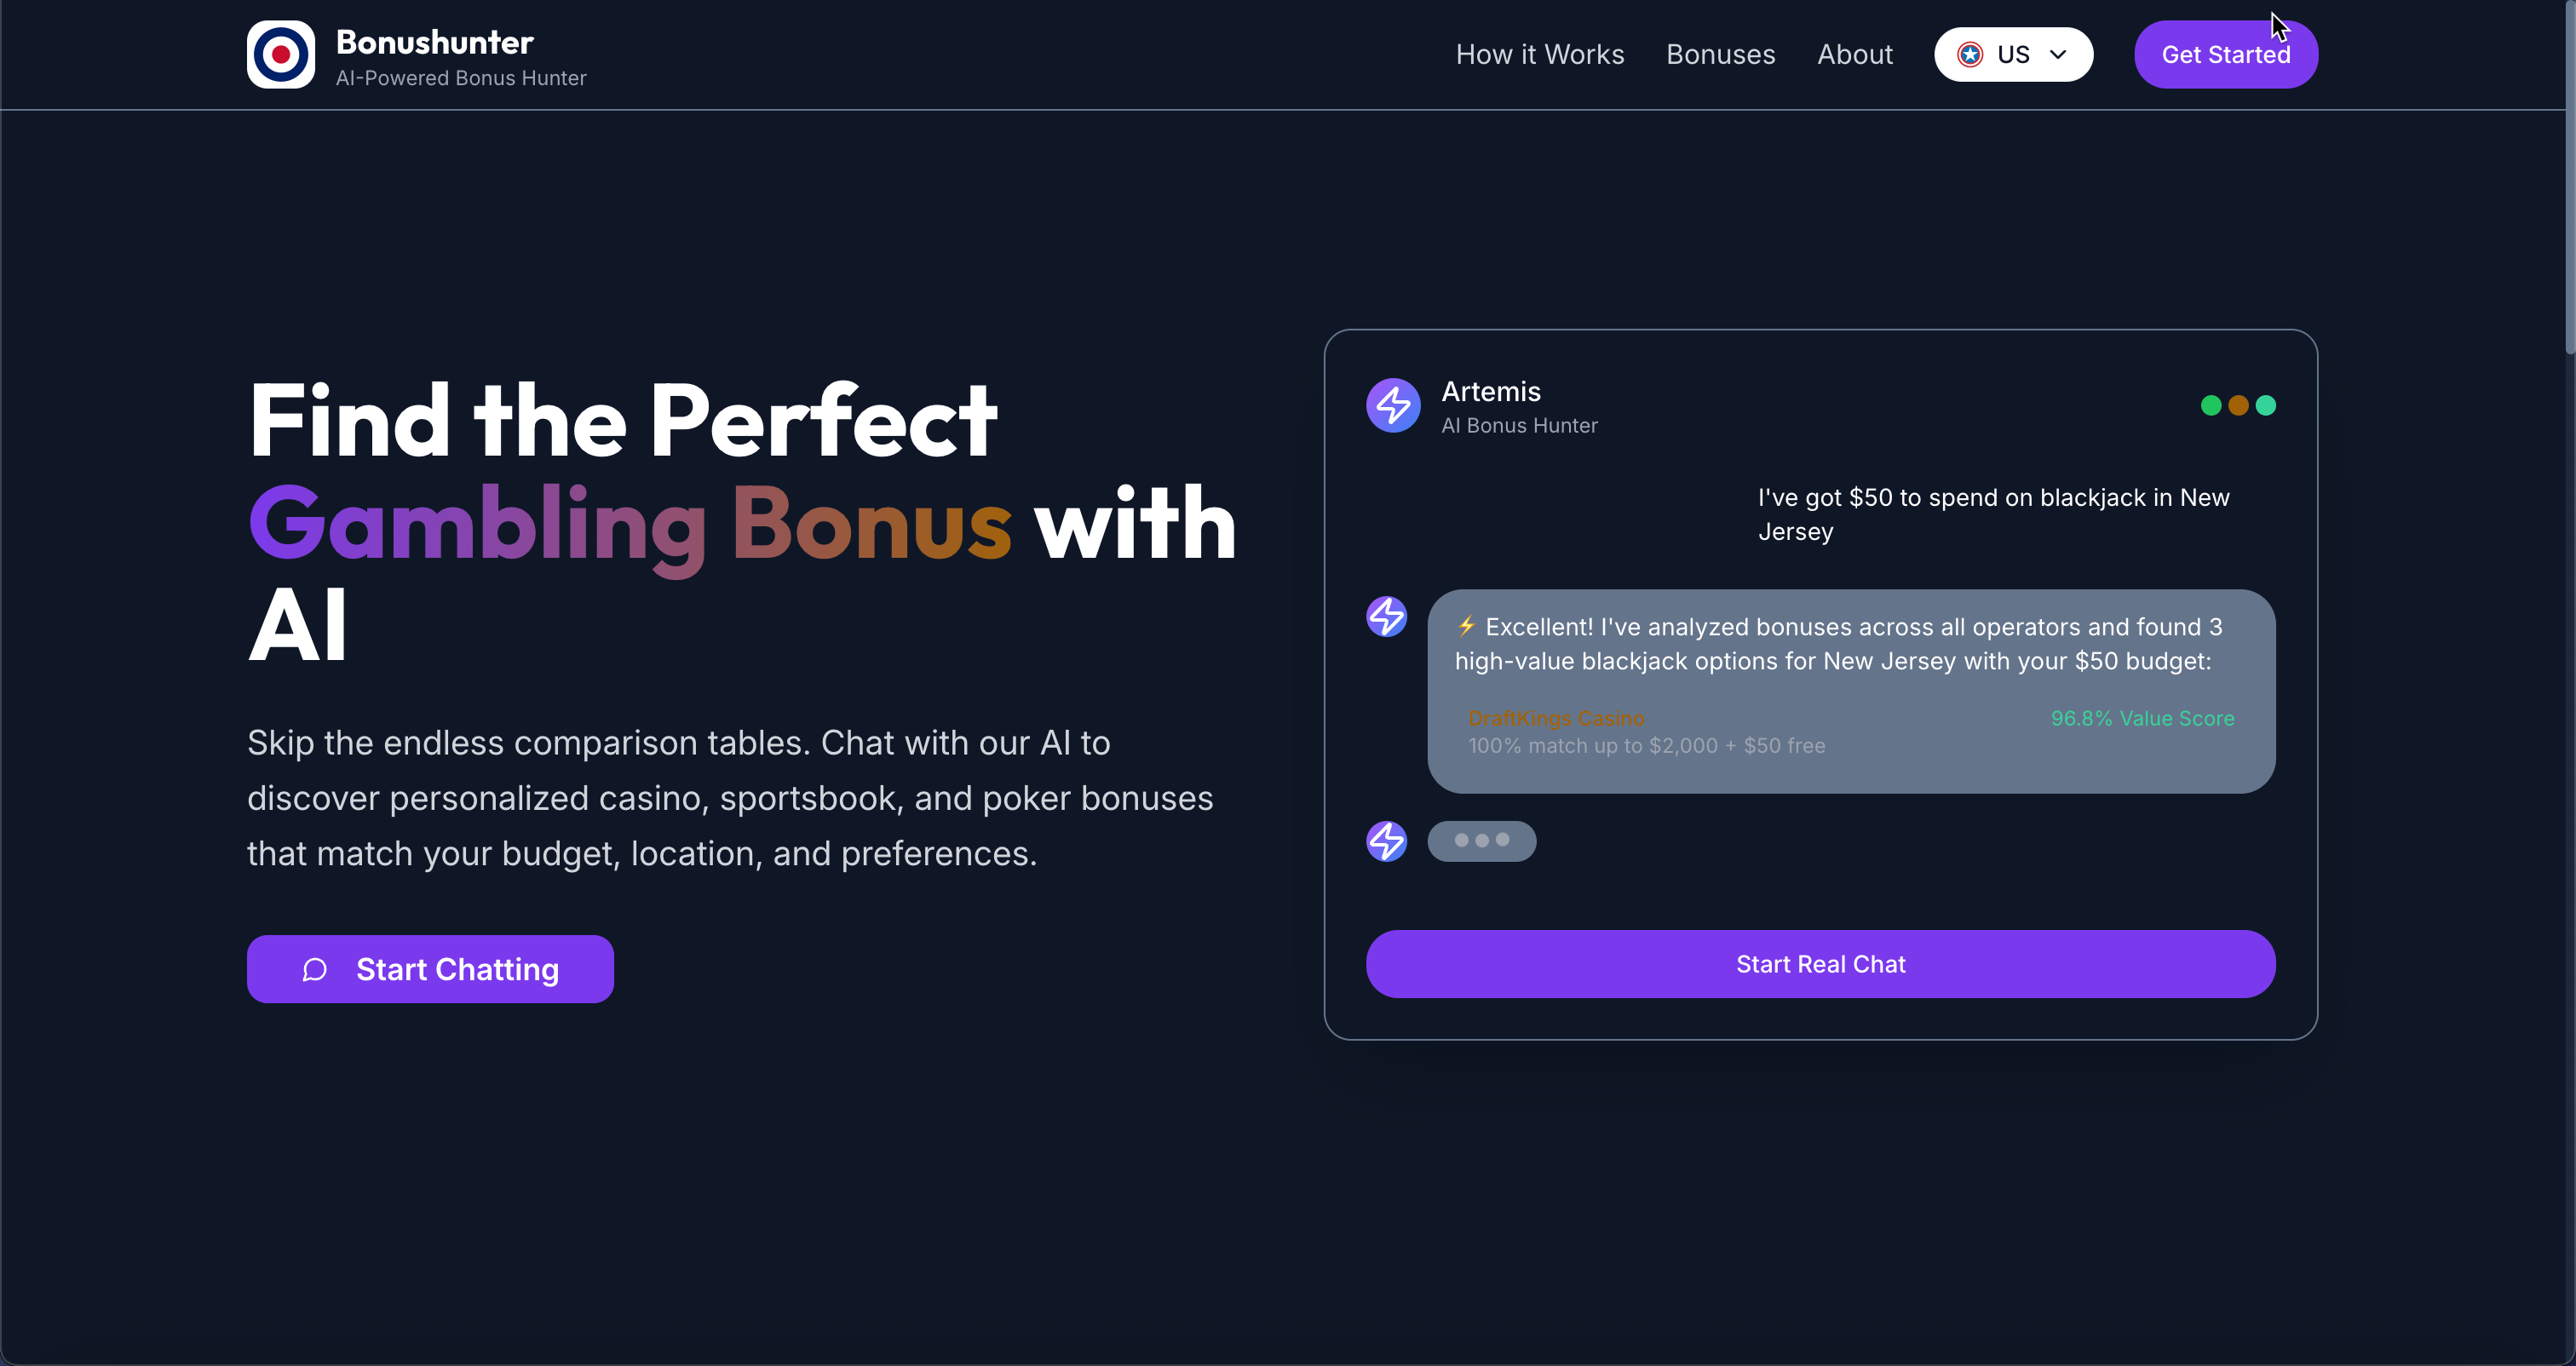 Bonushunter
AI-Powered Bonus Hunter
How it Works
Bonuses
About
US
Get Started
Find the Perfect
Gambling Bonus with
AI
Skip the endless comparison tables. Chat with our AI to
discover personalized casino, sportsbook, and poker bonuses
that match your budget, location, and preferences.
Start Chatting
Artemis
AI Bonus Hunter
I've got $50 to spend on blackjack in New
Jersey
⚡ Excellent! I've analyzed bonuses across all operators and found 3
high-value blackjack options for New Jersey with your $50 budget:
DraftKings Casino
96.8% Value Score
100% match up to $2,000 + $50 free
Start Real Chat